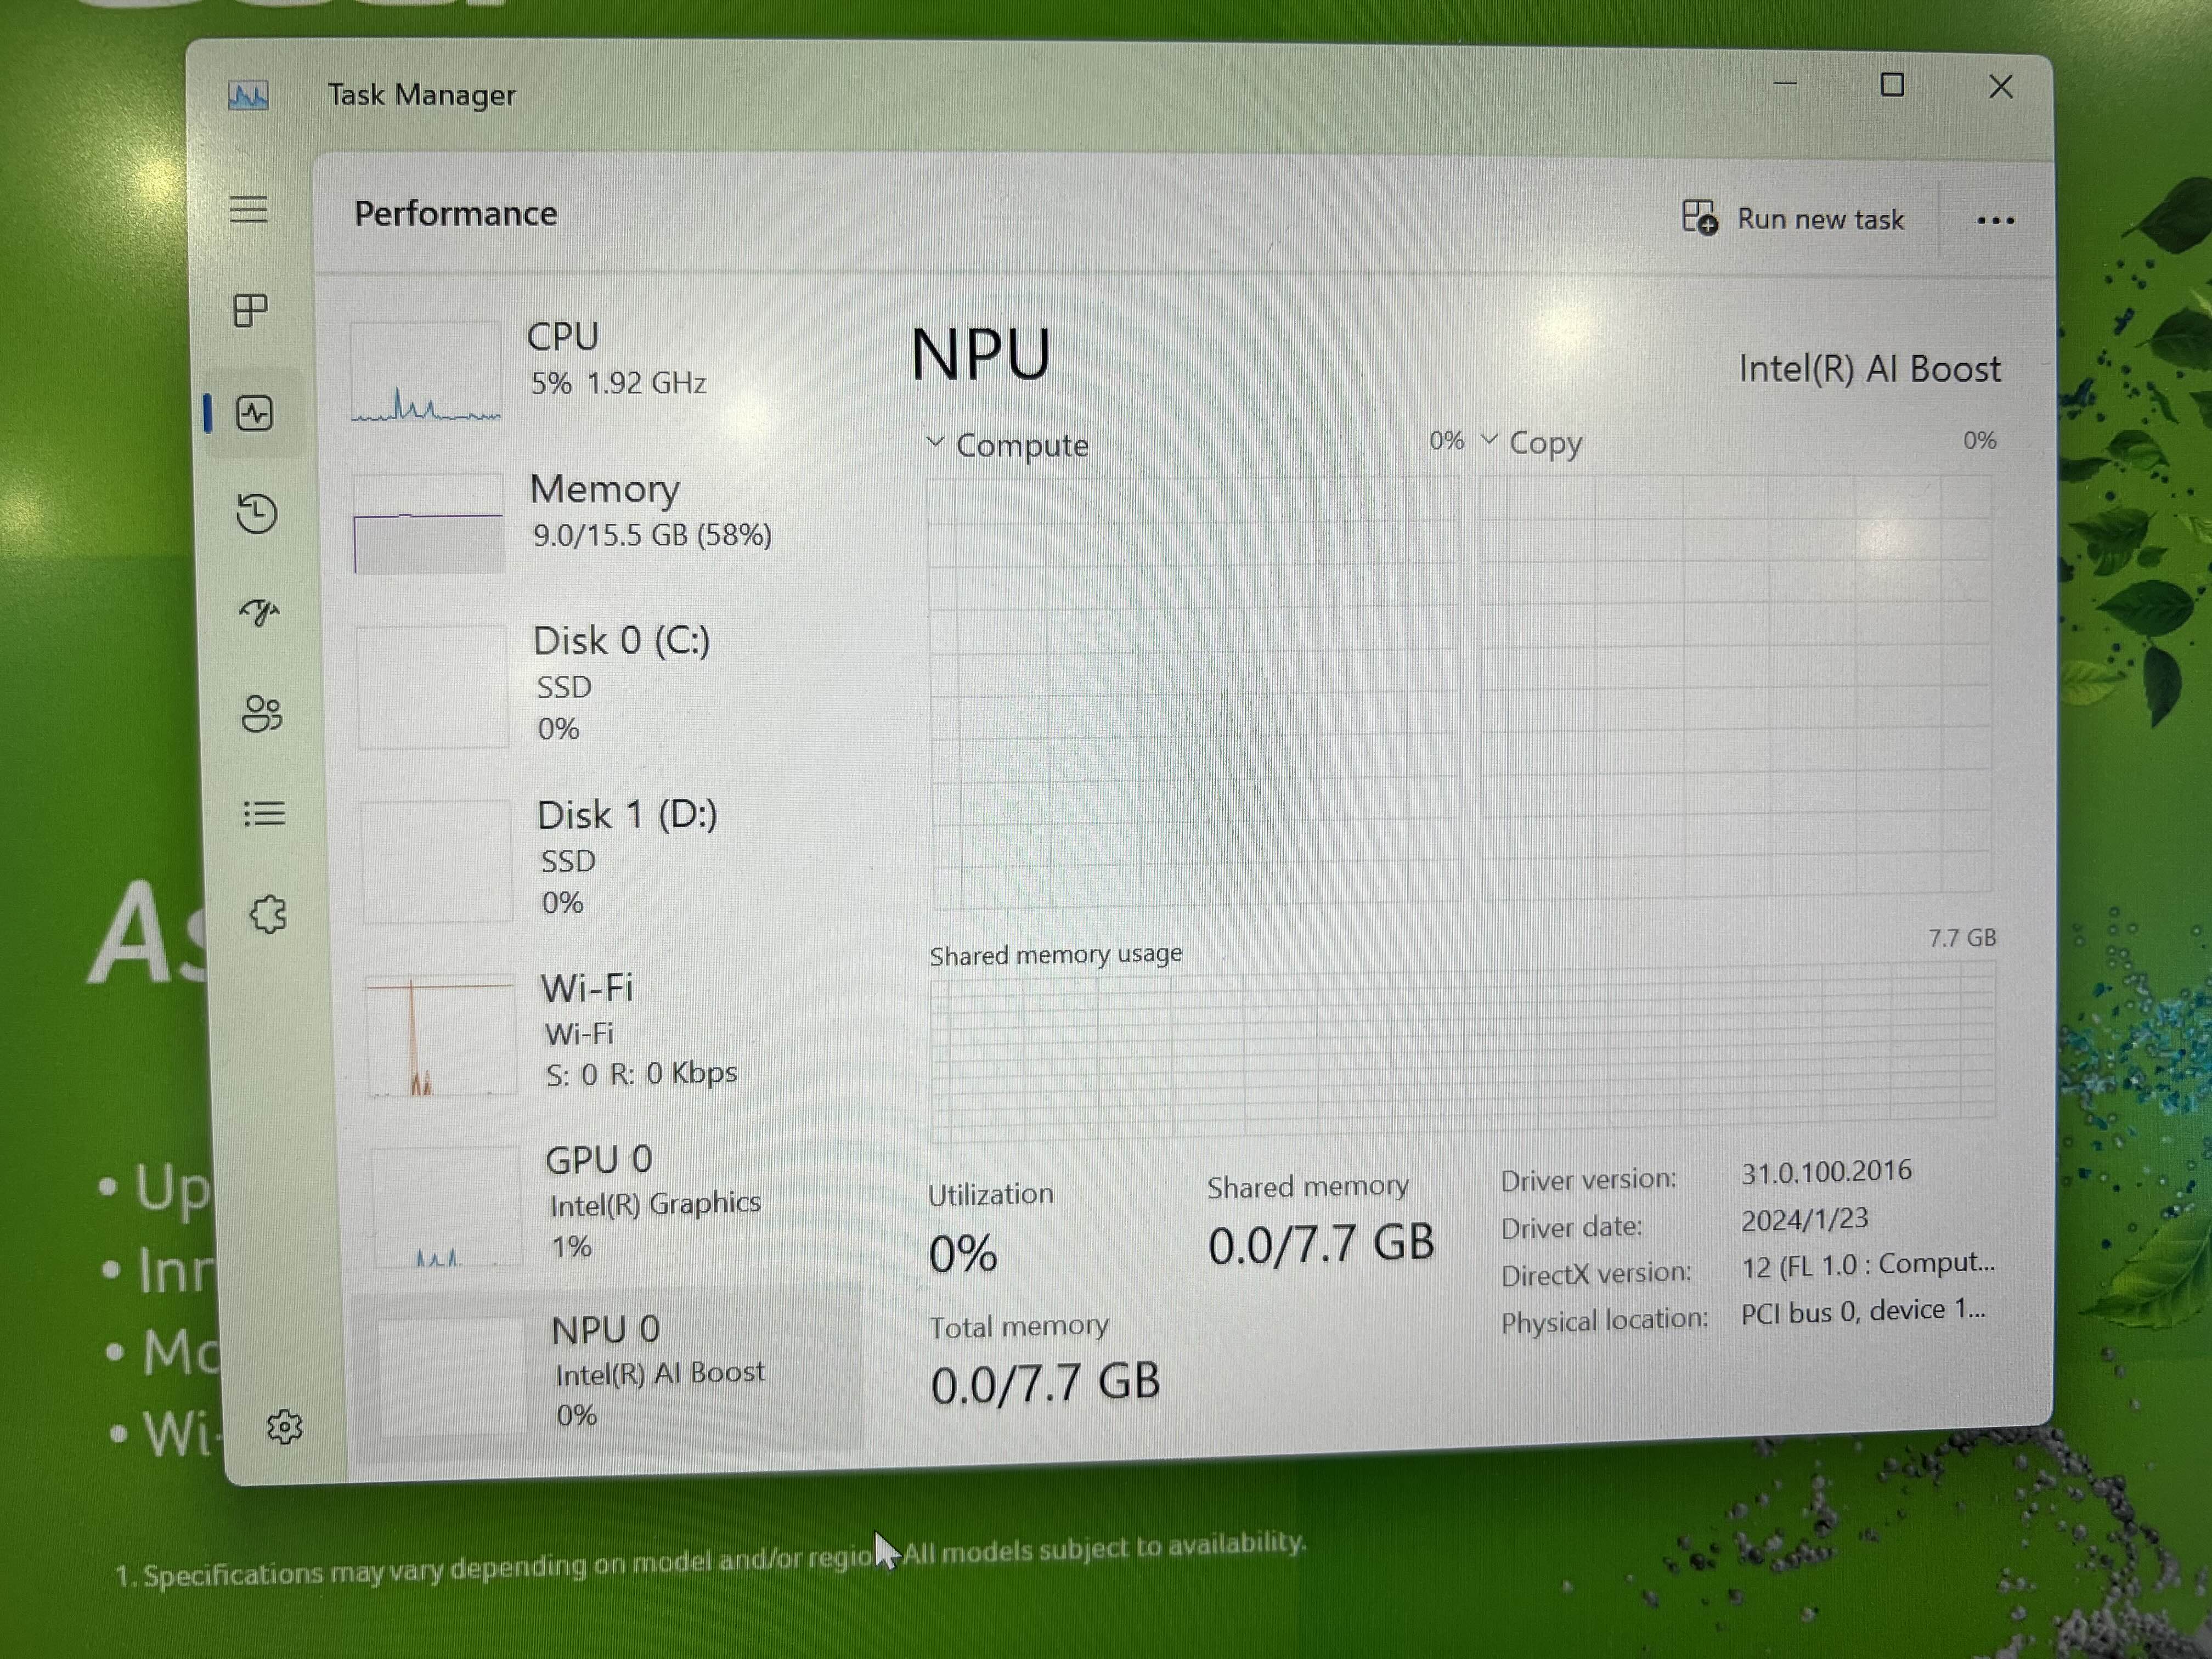 Task Manager
Performance
Run new task
CPU
5% 1.92 GHz
Memory
9.0/15.5 GB (58%)
Disk 0 (C:)
SSD
0%
Disk 1 (D:)
SSD
0%
Wi-Fi
Wi-Fi
S: 0 R: 0 Kbps
GPU 0
Intel(R) Graphics
1%
NPU 0
Intel(R) AI Boost
0%
NPU
Intel(R) AI Boost
Compute 0%
Copy 0%
Shared memory usage 7.7 GB
Utilization
0%
Shared memory
0.0/7.7 GB
Total memory
0.0/7.7 GB
Driver version: 31.0.100.2016
Driver date: 2024/1/23
DirectX version: 12 (FL 1.0 : Comput...
Physical location: PCI bus 0, device 1...
As
• Up
• Inr
• Mo
• Wi-
1. Specifications may vary depending on model and/or regio All models subject to availability.